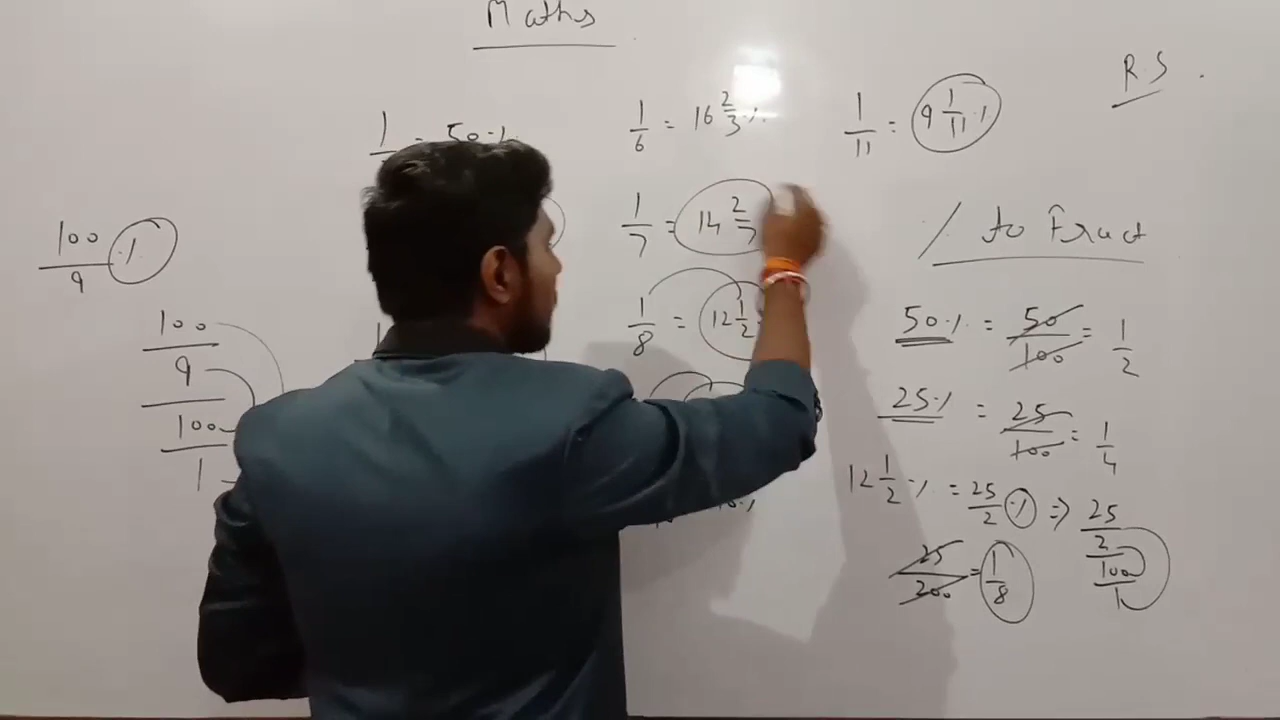 Maths
R.S.
1/ = 50%
1/6 = 16 2/3%
1/11 = 9 1/11%
100/9 %
1/7 = 14 2/7
% to Fract
1/8 = 12 1/2
50% = 50/100 = 1/2
100
9
100
1
25% = 25/100 = 1/4
12 1/2% = 25/2 % => 25/2/100/1
25/200 = 1/8